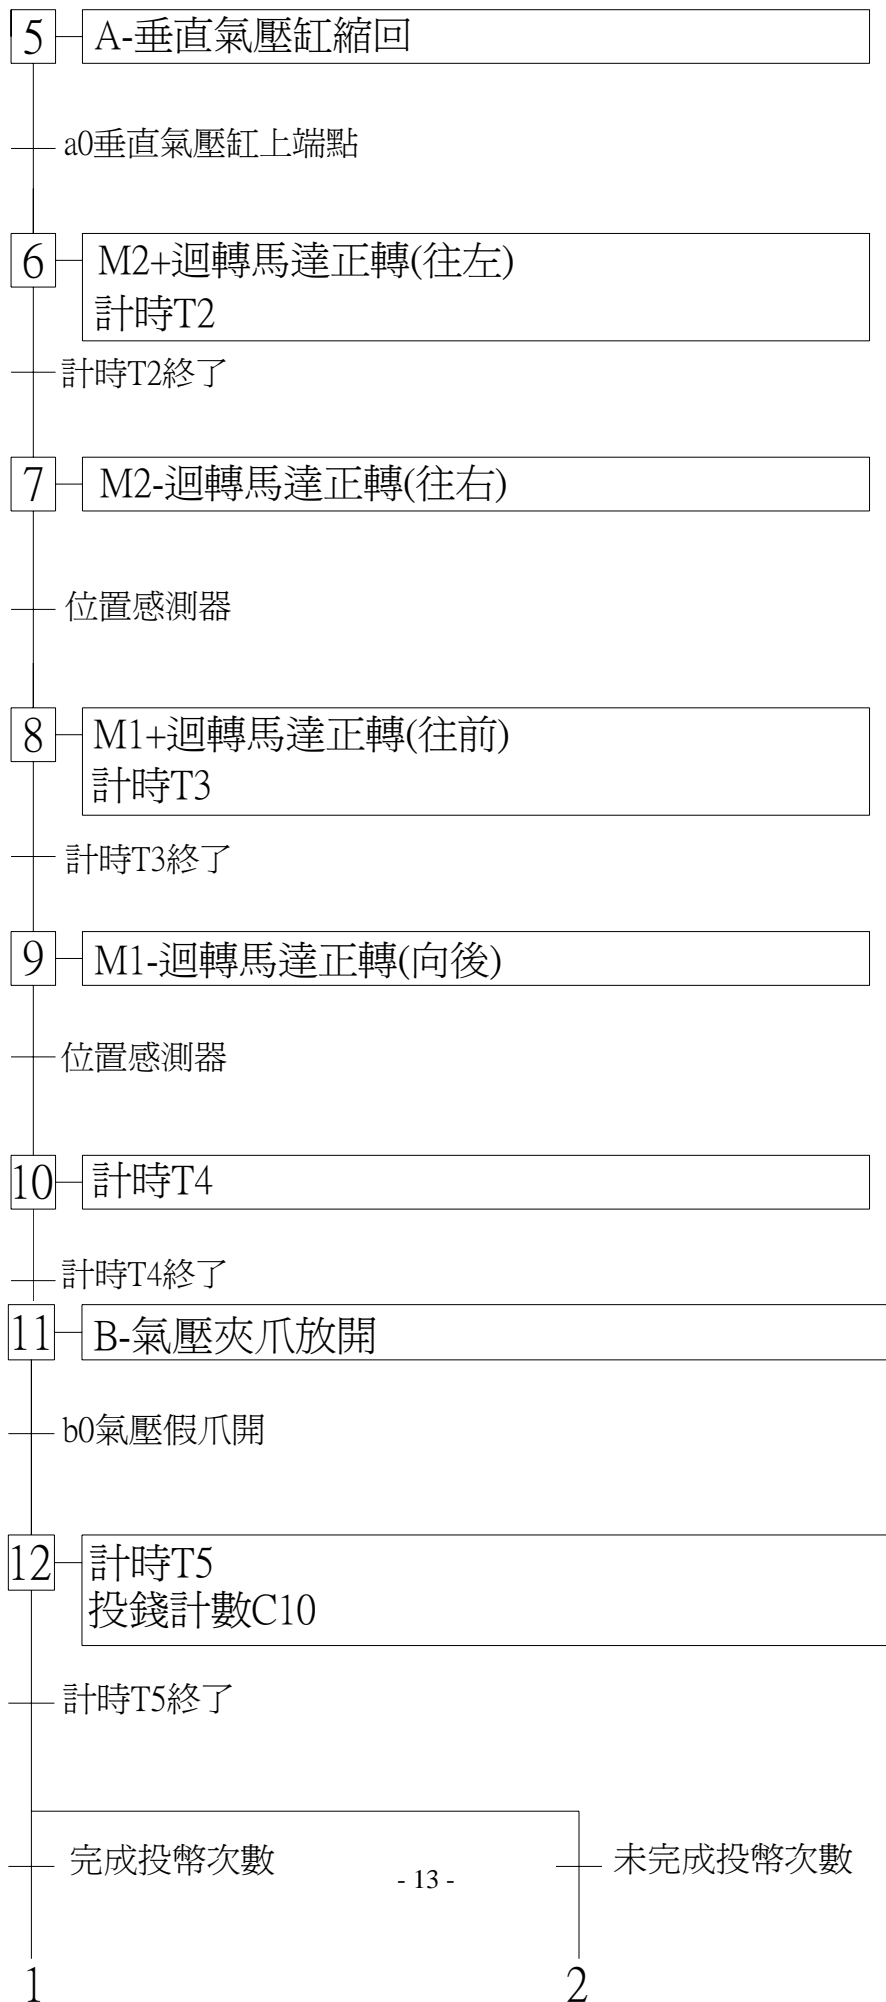 5 A-垂直氣壓缸縮回
a0垂直氣壓缸上端點
6 M2+迴轉馬達正轉(往左)
計時T2
計時T2終了
7 M2-迴轉馬達正轉(往右)
位置感測器
8 M1+迴轉馬達正轉(往前)
計時T3
計時T3終了
9 M1-迴轉馬達正轉(向後)
位置感測器
10 計時T4
計時T4終了
11 B-氣壓夾爪放開
b0氣壓假爪開
12 計時T5
投錢計數C10
計時T5終了
完成投幣次數 未完成投幣次數
- 13 -
1 2